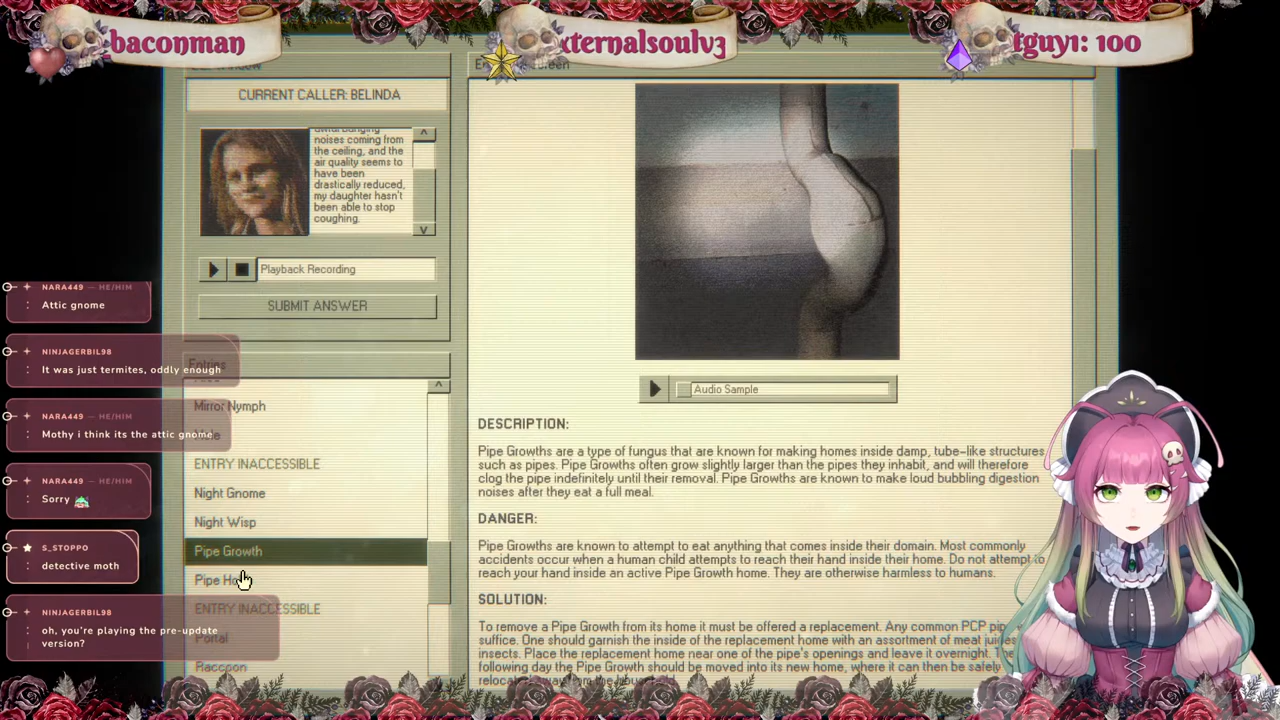 baconman
xternalsoulv3
tguy1: 100
CURRENT CALLER: BELINDA
noises coming from
the ceiling, and the
air quality seems to
have been
drastically reduced,
my daughter hasn't
been able to stop
coughing.
Playback Recording
SUBMIT ANSWER
Entries
Mirror Nymph
ENTRY INACCESSIBLE
Night Gnome
Night Wisp
Pipe Growth
ENTRY INACCESSIBLE
Portal
Raccoon
Audio Sample
DESCRIPTION:
Pipe Growths are a type of fungus that are known for making homes inside damp, tube-like structures
such as pipes. Pipe Growths often grow slightly larger than the pipes they inhabit, and will therefore
clog the pipe indefinitely until their removal. Pipe Growths are known to make loud bubbling digestion
noises after they eat a full meal.
DANGER:
Pipe Growths are known to attempt to eat anything that comes inside their domain. Most commonly
accidents occur when a human child attempts to reach their hand inside their home. Do not attempt to
reach your hand inside an active Pipe Growth home. They are otherwise harmless to humans.
SOLUTION:
To remove a Pipe Growth from its home it must be offered a replacement. Any common PCP pip
suffice. One should garnish the inside of the replacement home with an assortment of meat juices
insects. Place the replacement home near one of the pipe's openings and leave it overnight. The
following day the Pipe Growth should be moved into its new home, where it can then be safely
NARA449 — HE/HIM
Attic gnome
NINJAGERBIL98
It was just termites, oddly enough
NARA449 — HE/HIM
Mothy i think its the attic gnome
NARA449 — HE/HIM
Sorry
S_STOPPO
detective moth
NINJAGERBIL98
oh, you're playing the pre-update
version?